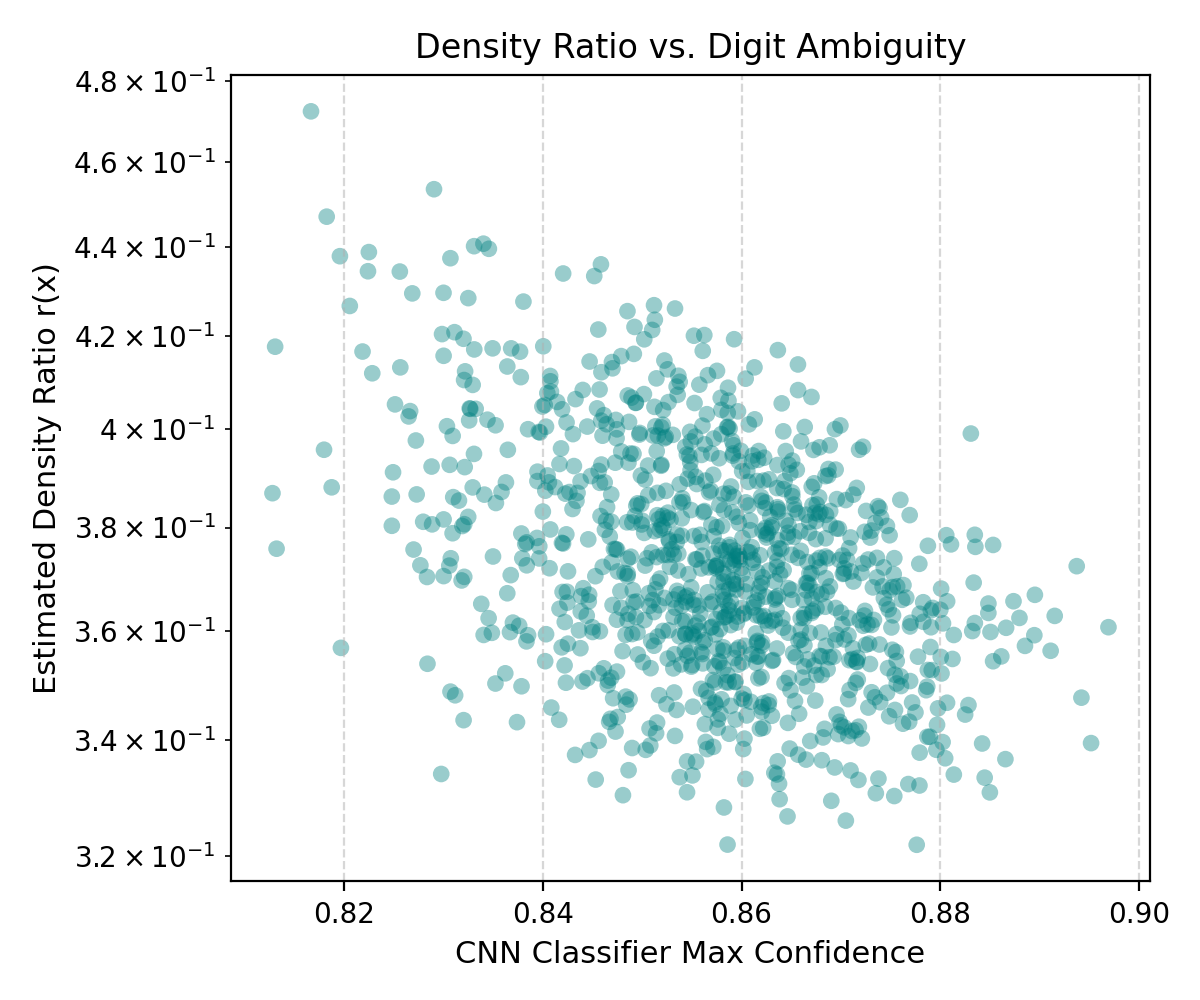 Density Ratio vs. Digit Ambiguity
4.8 × 10⁻¹
4.6 × 10⁻¹
4.4 × 10⁻¹
4.2 × 10⁻¹
4 × 10⁻¹
3.8 × 10⁻¹
3.6 × 10⁻¹
3.4 × 10⁻¹
3.2 × 10⁻¹
Estimated Density Ratio r(x)
0.82 0.84 0.86 0.88 0.90
CNN Classifier Max Confidence